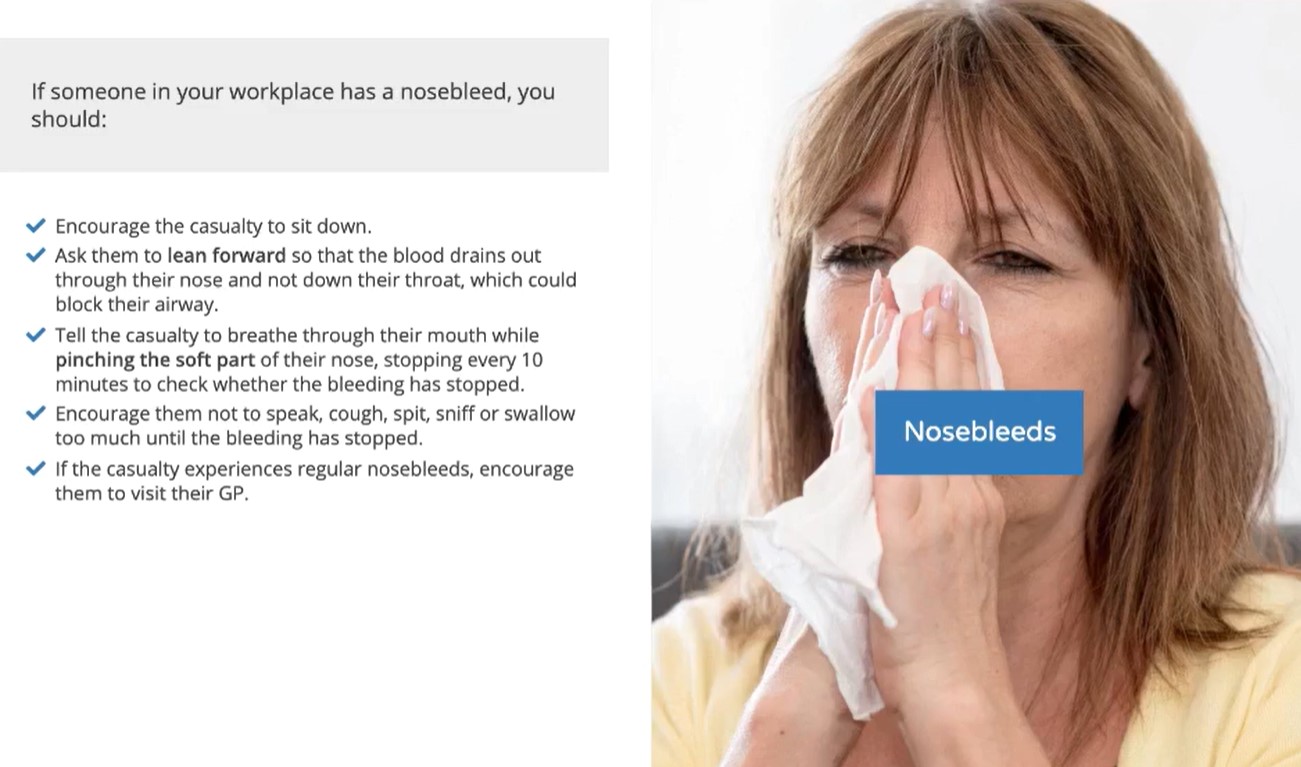 If someone in your workplace has a nosebleed, you
should:
Encourage the casualty to sit down.
Ask them to lean forward so that the blood drains out
through their nose and not down their throat, which could
block their airway.
Tell the casualty to breathe through their mouth while
pinching the soft part of their nose, stopping every 10
minutes to check whether the bleeding has stopped.
Encourage them not to speak, cough, spit, sniff or swallow
too much until the bleeding has stopped.
If the casualty experiences regular nosebleeds, encourage
them to visit their GP.
Nosebleeds